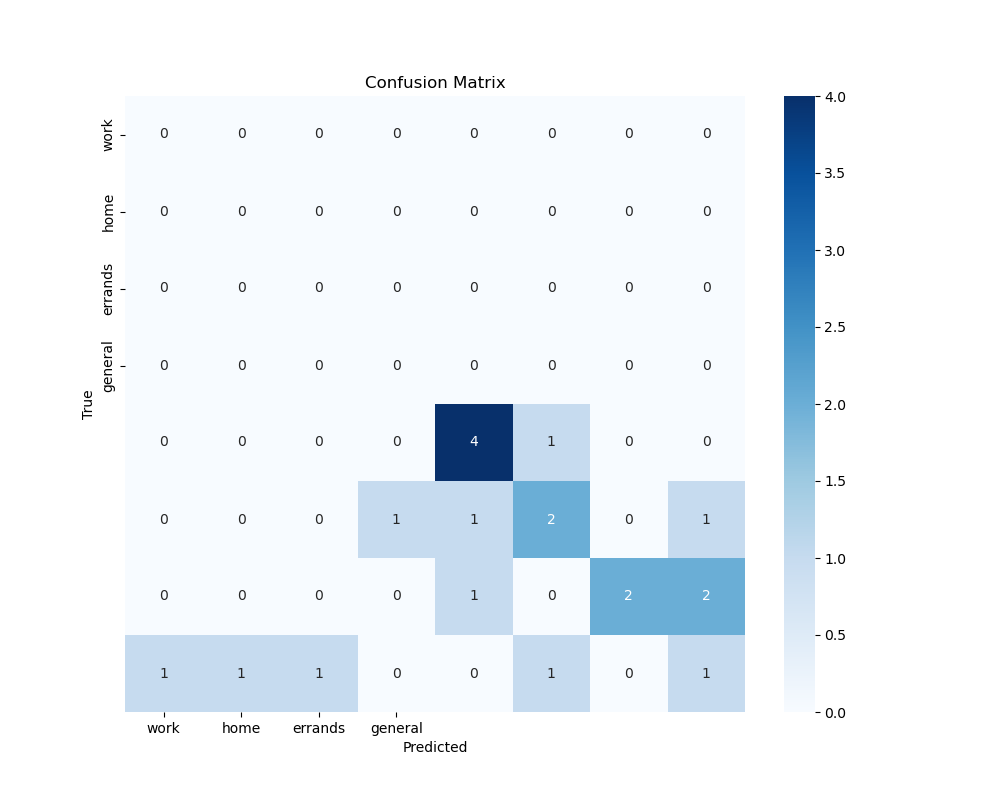 Confusion Matrix
work 0 0 0 0 0 0 0 0 4.0
3.5
home 0 0 0 0 0 0 0 0
3.0
errands 0 0 0 0 0 0 0 0
2.5
general 0 0 0 0 0 0 0 0
True
2.0
0 0 0 0 4 1 0 0
1.5
0 0 0 1 1 2 0 1
1.0
0 0 0 0 1 0 2 2
0.5
1 1 1 0 0 1 0 1
0.0
work home errands general
Predicted